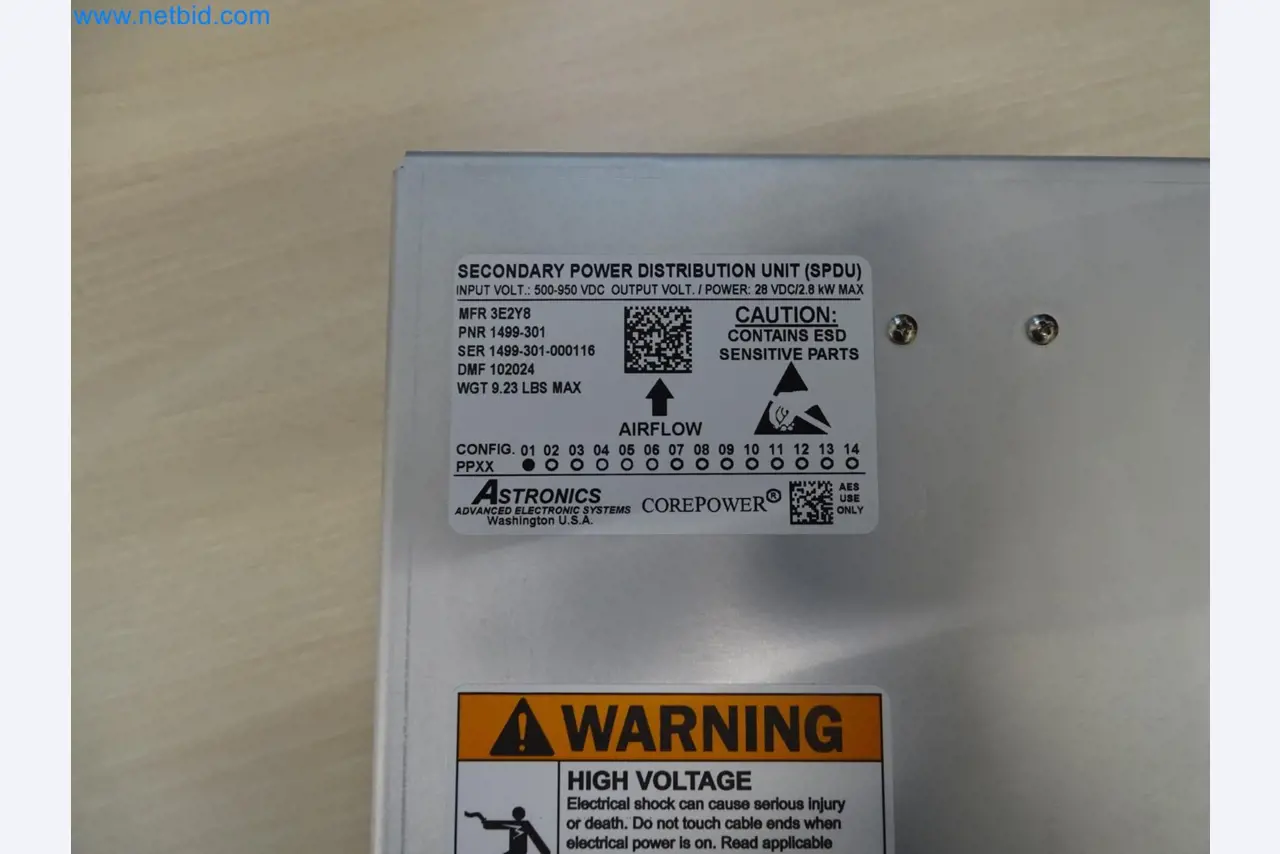 www.netbid.com
SECONDARY POWER DISTRIBUTION UNIT (SPDU)
INPUT VOLT.: 500-950 VDC OUTPUT VOLT. / POWER: 28 VDC/2.8 kW MAX
MFR 3E2Y8
PNR 1499-301
SER 1499-301-000116
DMF 102024
WGT 9.23 LBS MAX
AIRFLOW
CAUTION:
CONTAINS ESD
SENSITIVE PARTS
CONFIG. 01 02 03 04 05 06 07 08 09 10 11 12 13 14
PPXX
ASTRONICS
ADVANCED ELECTRONIC SYSTEMS
Washington U.S.A.
COREPOWER®
AES
USE
ONLY
WARNING
HIGH VOLTAGE
Electrical shock can cause serious injury
or death. Do not touch cable ends when
electrical power is on. Read applicable